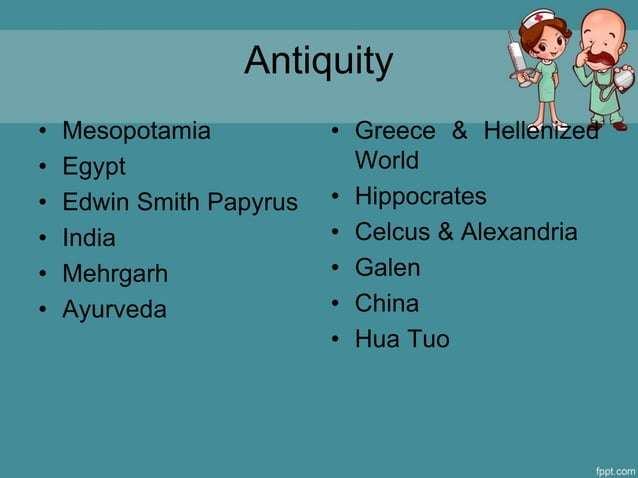 Antiquity
• Mesopotamia
• Egypt
• Edwin Smith Papyrus
• India
• Mehrgarh
• Ayurveda
• Greece & Hellenized
World
• Hippocrates
• Celcus & Alexandria
• Galen
• China
• Hua Tuo
fppt.com